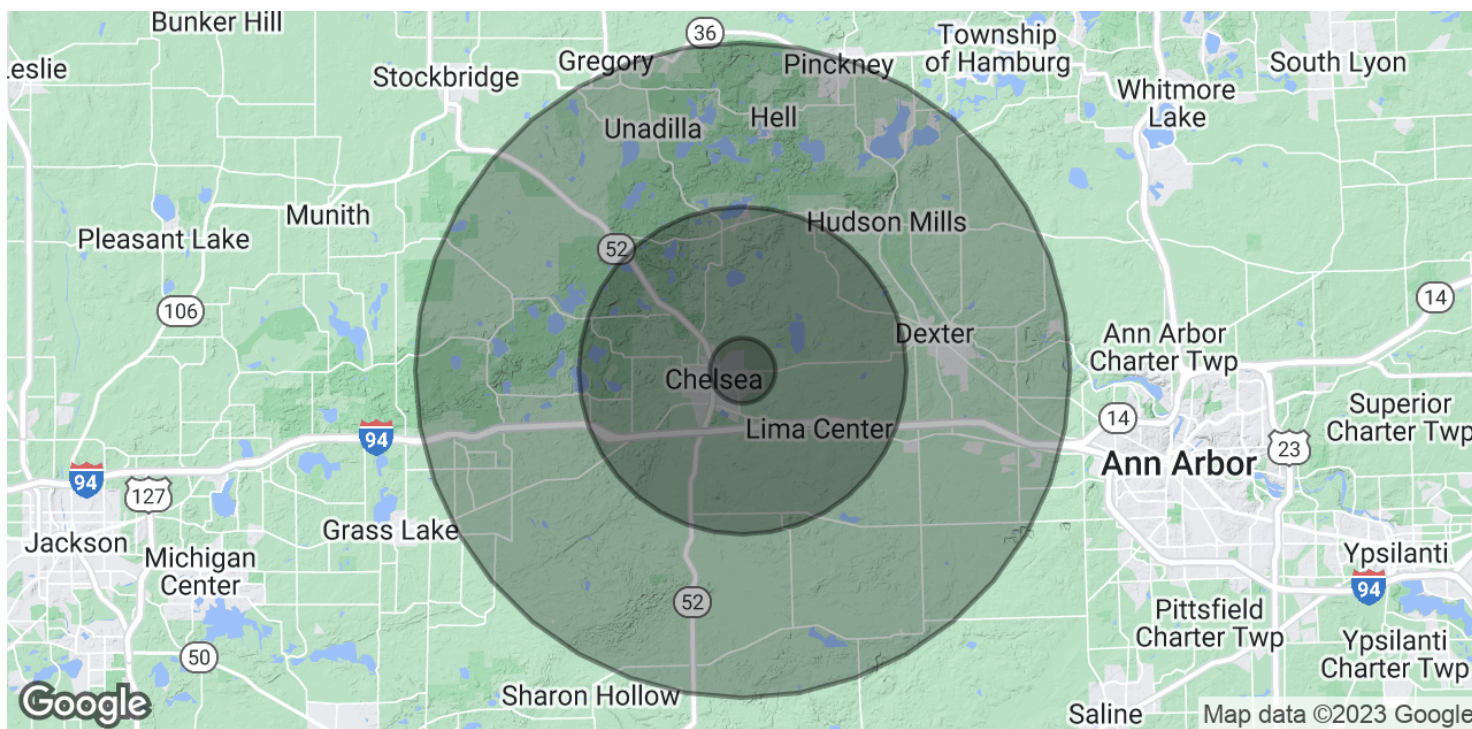 Bunker Hill
36
Township
of Hamburg
Leslie
Stockbridge
Gregory
Pinckney
South Lyon
Whitmore
Lake
Unadilla
Hell
Munith
Pleasant Lake
Hudson Mills
52
106
14
Dexter
Ann Arbor
Charter Twp
Chelsea
Lima Center
14
Superior
Charter Twp
94
94
127
Ann Arbor
23
Grass Lake
Jackson
Michigan
Center
Ypsilanti
94
52
Pittsfield
Charter Twp
Ypsilanti
Charter Twp
50
Sharon Hollow
Saline
Google
Map data ©2023 Google